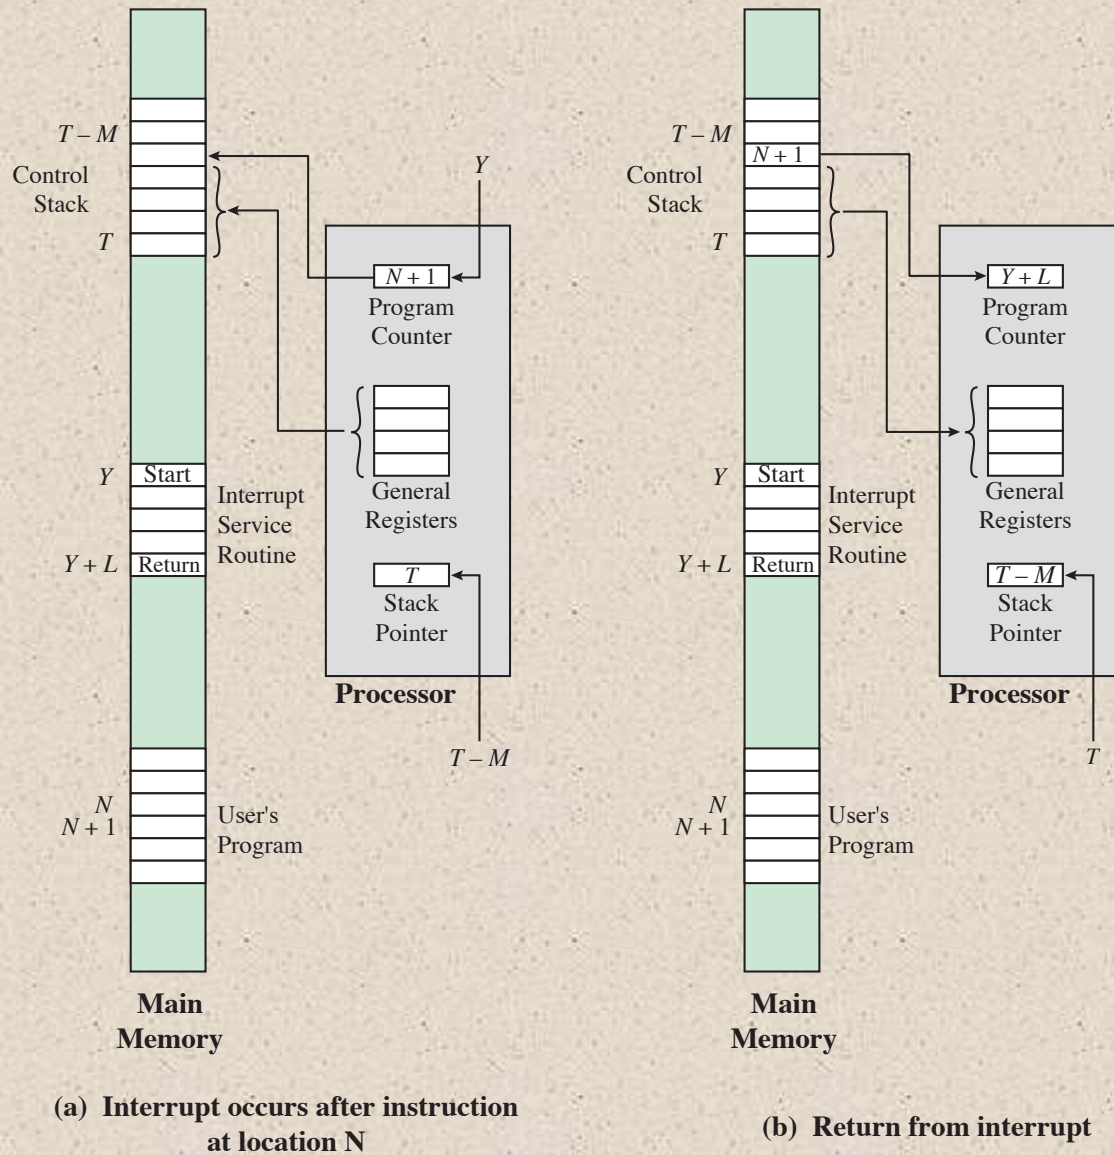 T – M
Control
Stack
T
Y
N + 1
Program
Counter
Y
Start
Interrupt
Service
Routine
General
Registers
Y + L
Return
T
Stack
Pointer
Processor
T – M
N
N + 1
User's
Program
Main
Memory
(a) Interrupt occurs after instruction
at location N
T – M
N + 1
Control
Stack
T
Y + L
Program
Counter
Y
Start
Interrupt
Service
Routine
General
Registers
Y + L
Return
T – M
Stack
Pointer
Processor
T
N
N + 1
User's
Program
Main
Memory
(b) Return from interrupt